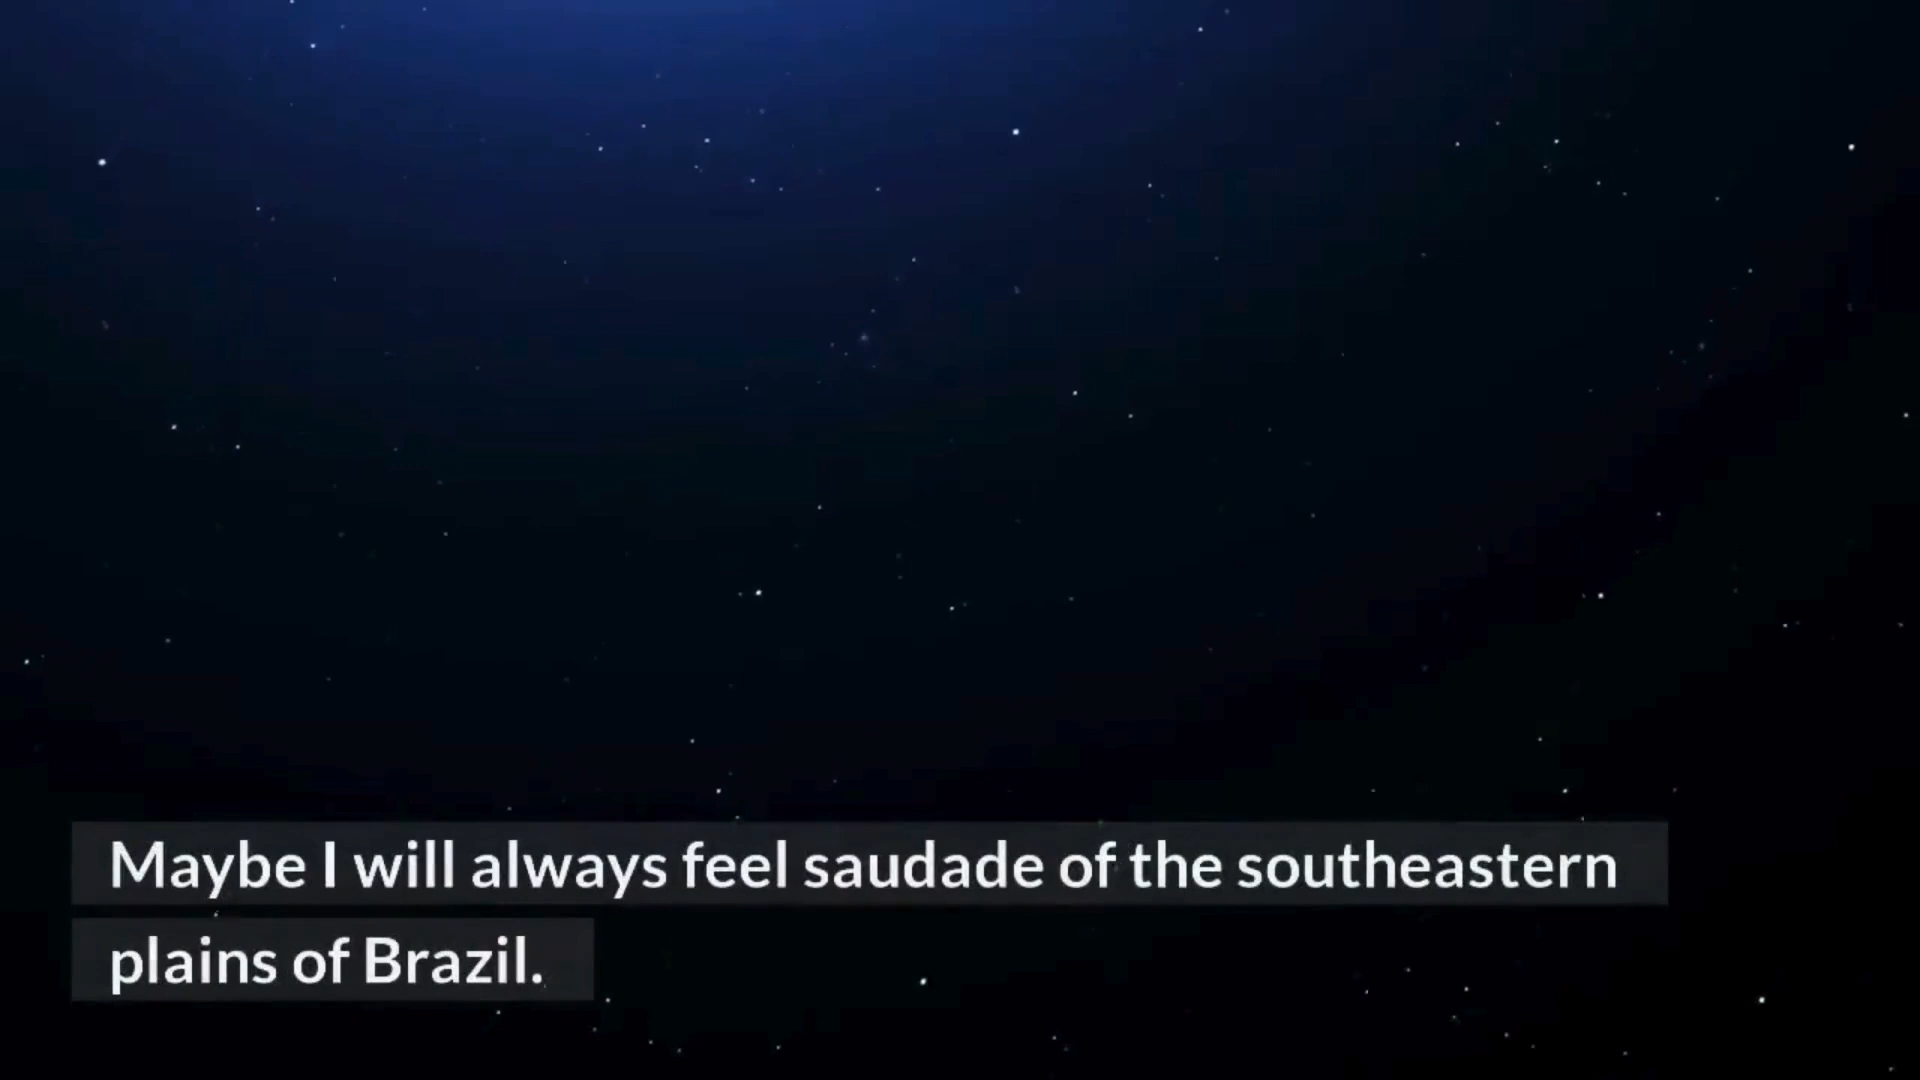 Maybe I will always feel saudade of the southeastern
plains of Brazil.